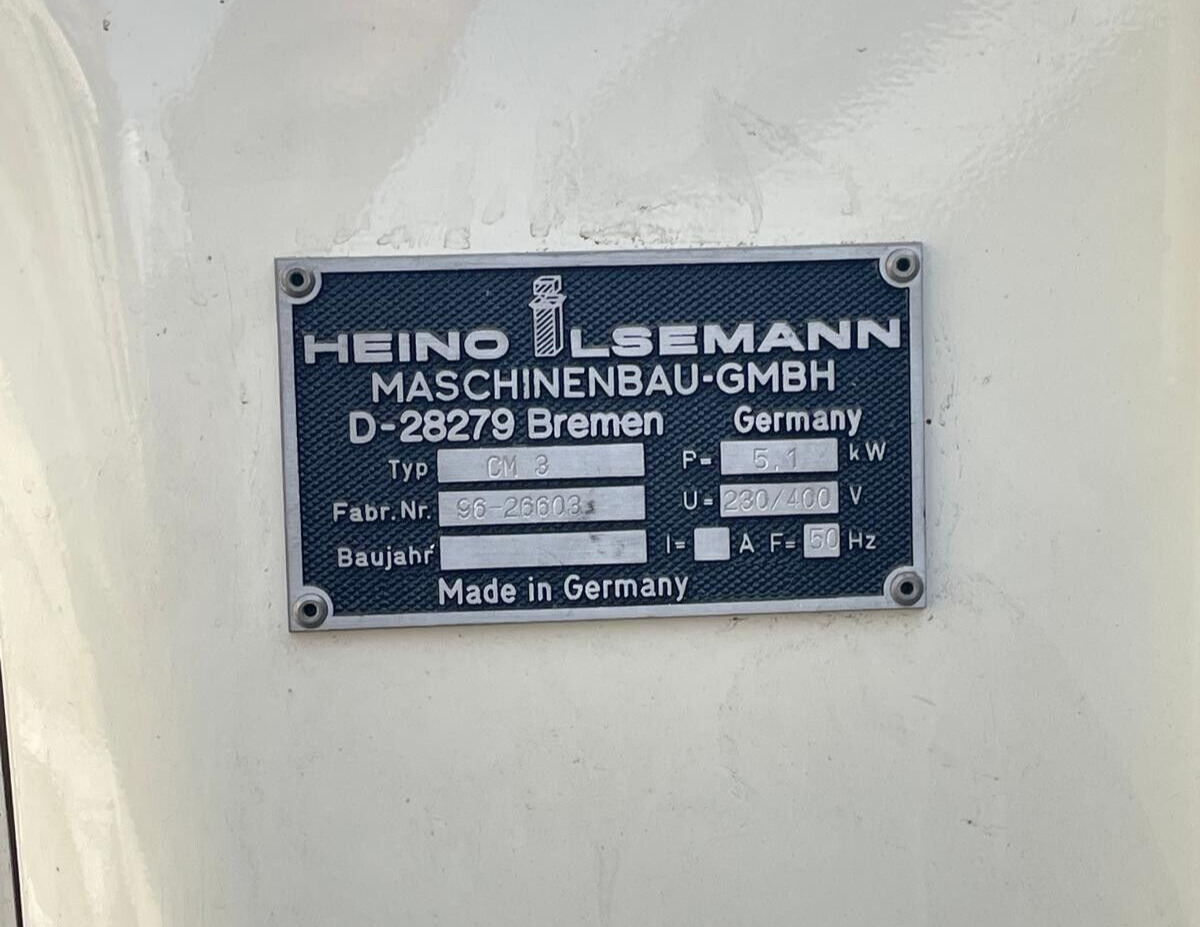 HEINO ILSEMANN
MASCHINENBAU-GMBH
D-28279 Bremen Germany
Typ CM 3 P= 5,1 kW
Fabr.Nr. 96-26603 U= 230/400 V
Baujahr I= A F= 50 Hz
Made in Germany